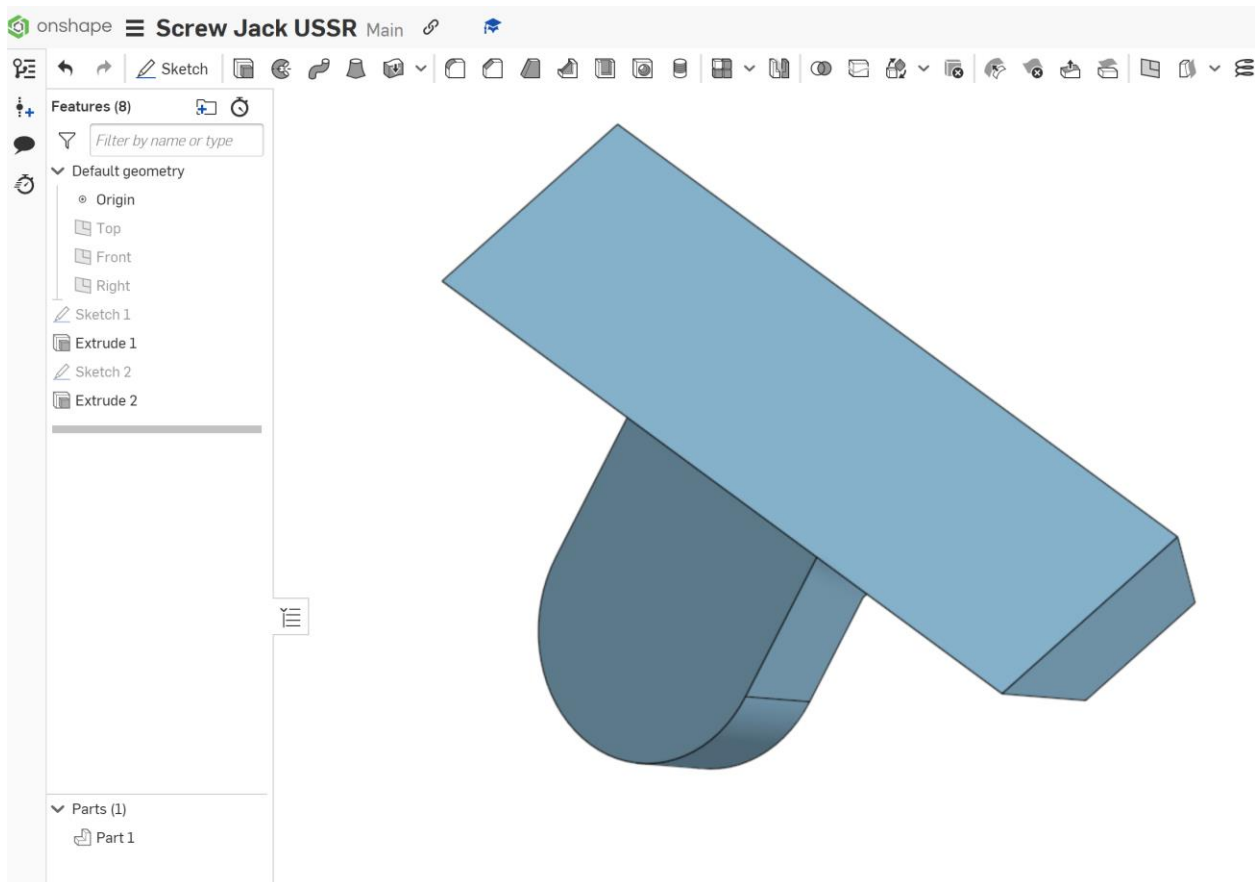 onshape Screw Jack USSR Main
Sketch
Features (8)
Filter by name or type
Default geometry
Origin
Top
Front
Right
Sketch 1
Extrude 1
Sketch 2
Extrude 2
Parts (1)
Part 1